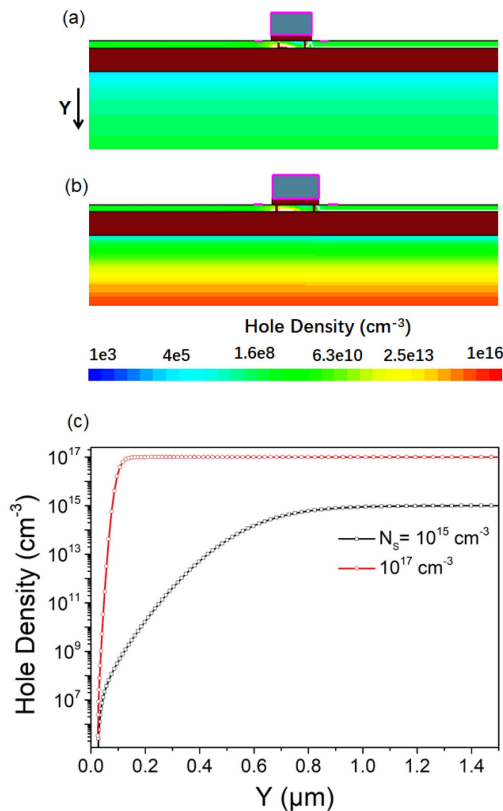 (a)
Y
(b)
Hole Density (cm⁻³)
1e3 4e5 1.6e8 6.3e10 2.5e13 1e16
(c)
10¹⁷
10¹⁵
10¹³
10¹¹
10⁹
10⁷
Hole Density (cm⁻³)
N_S= 10¹⁵ cm⁻³
10¹⁷ cm⁻³
0.0 0.2 0.4 0.6 0.8 1.0 1.2 1.4
Y (µm)